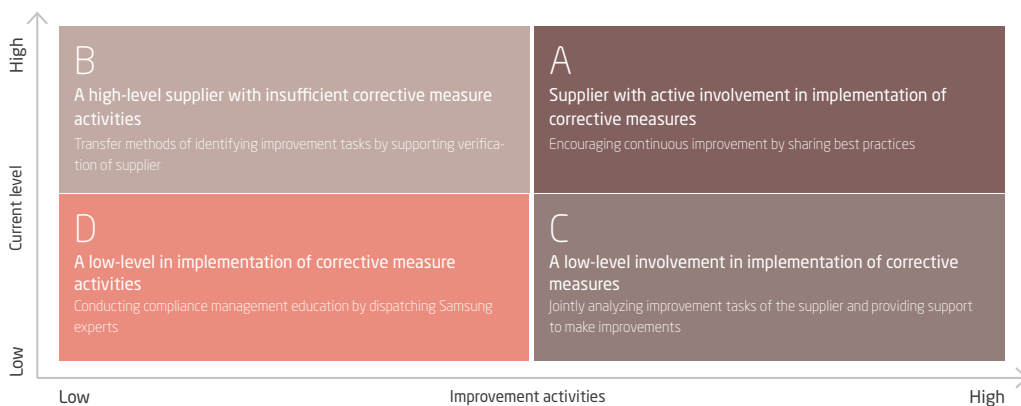 High
Current level
Low
B
A high-level supplier with insufficient corrective measure
activities
Transfer methods of identifying improvement tasks by supporting verifica-
tion of supplier
A
Supplier with active involvement in implementation of
corrective measures
Encouraging continuous improvement by sharing best practices
D
A low-level in implementation of corrective measure
activities
Conducting compliance management education by dispatching Samsung
experts
C
A low-level involvement in implementation of corrective
measures
Jointly analyzing improvement tasks of the supplier and providing support
to make improvements
Low
Improvement activities
High